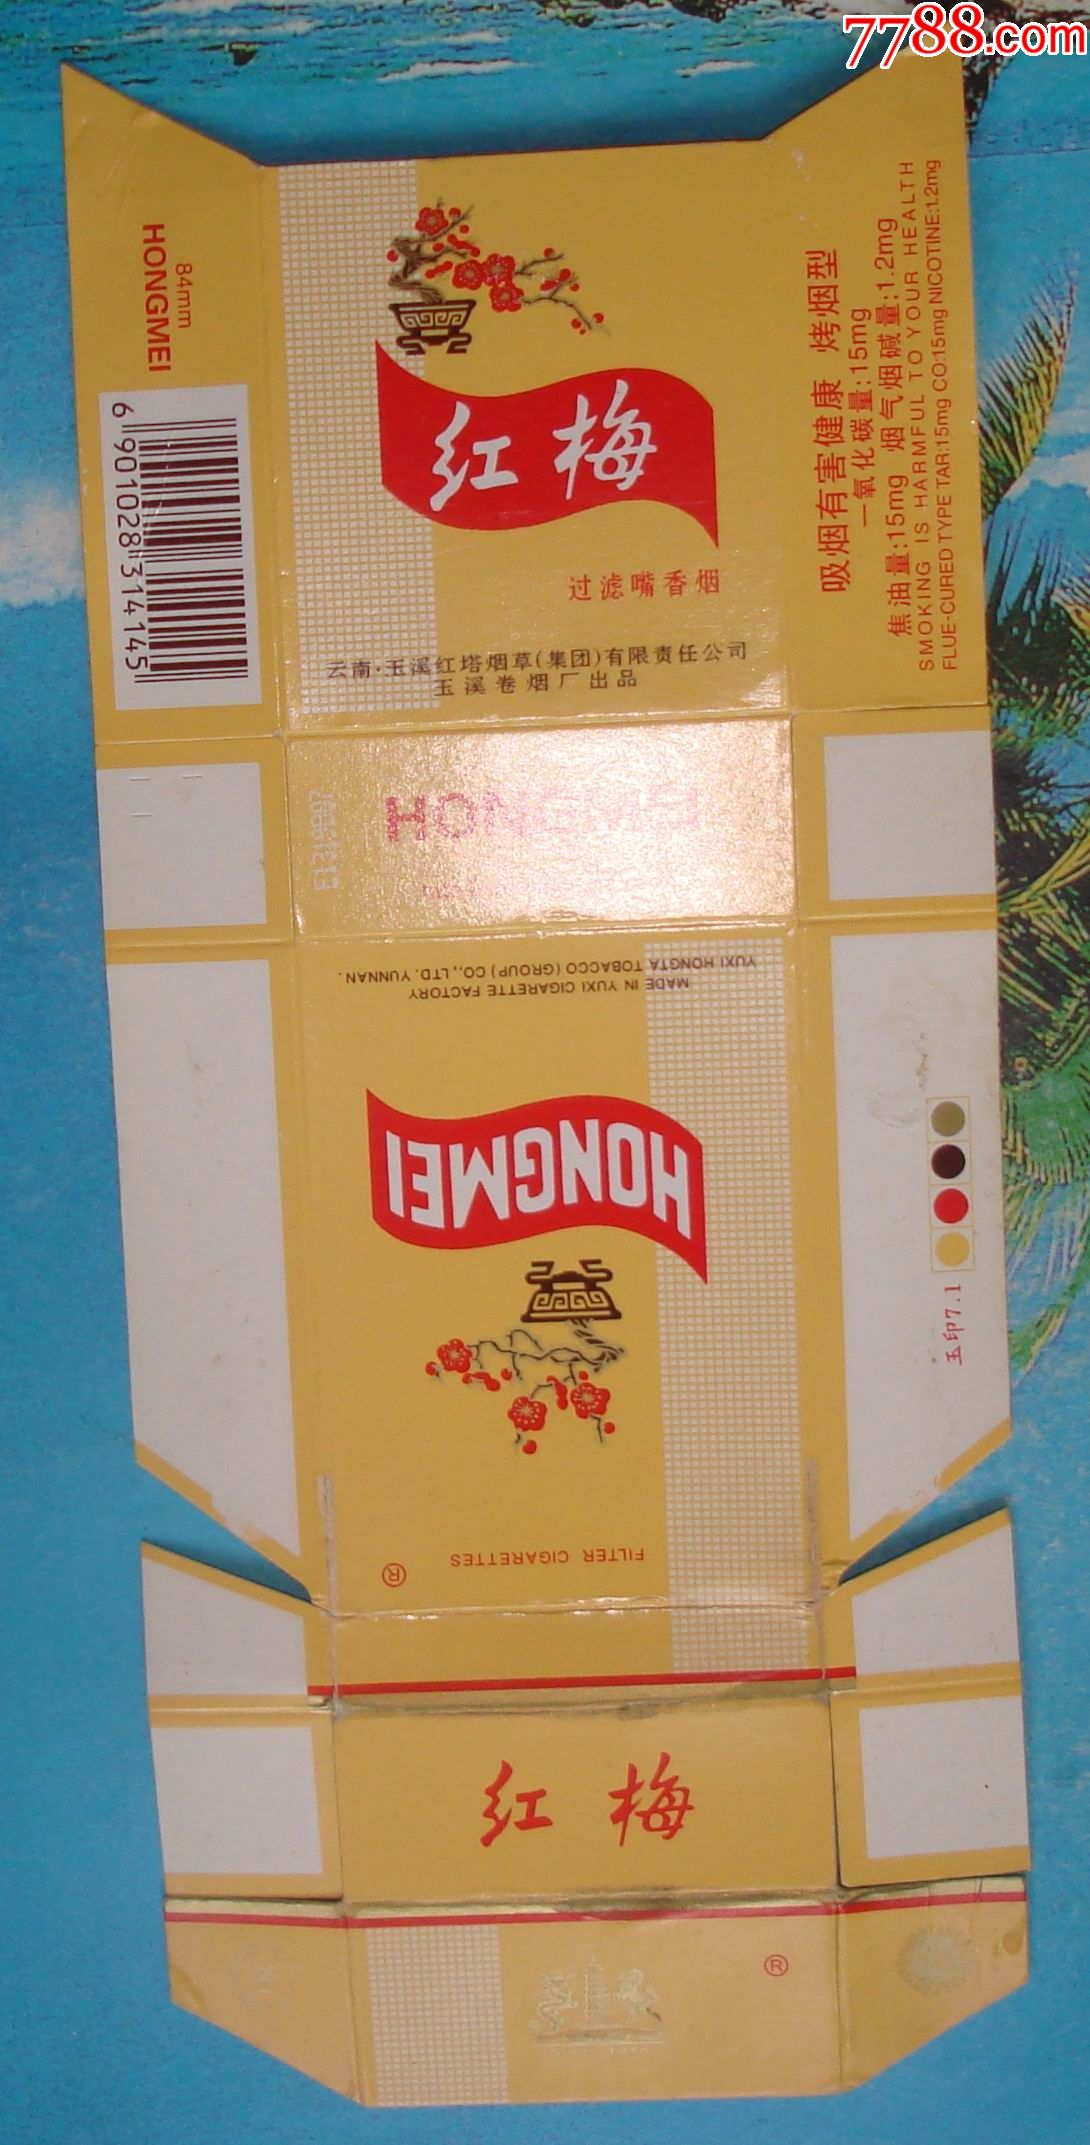 7788.com
84mm
HONGMEI
6 901028 314145
红梅
过滤嘴香烟
云南·玉溪红塔烟草(集团)有限责任公司
玉溪卷烟厂出品
吸烟有害健康 烤烟型
一氧化碳量:15mg
焦油量:15mg 烟气烟碱量:1.2mg
SMOKING IS HARMFUL TO YOUR HEALTH
FLUE-CURED TYPE TAR:15mg CO:15mg NICOTINE:1.2mg
HONGMEI
MADE IN YUXI CIGARETTE FACTORY
YUXI HONGTA TOBACCO (GROUP) CO., LTD. YUNNAN.
HONGMEI
FILTER CIGARETTES
®
玉印7.1
红梅
®